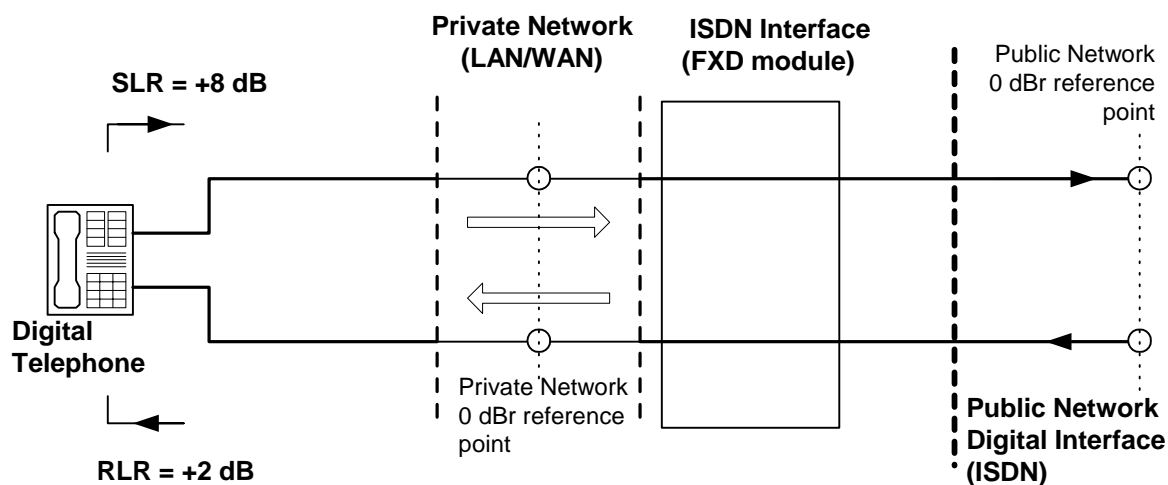 Private Network
(LAN/WAN)
ISDN Interface
(FXD module)
Public Network
0 dBr reference
point
SLR = +8 dB
Digital
Telephone
Private Network
0 dBr reference
point
Public Network
Digital Interface
(ISDN)
RLR = +2 dB